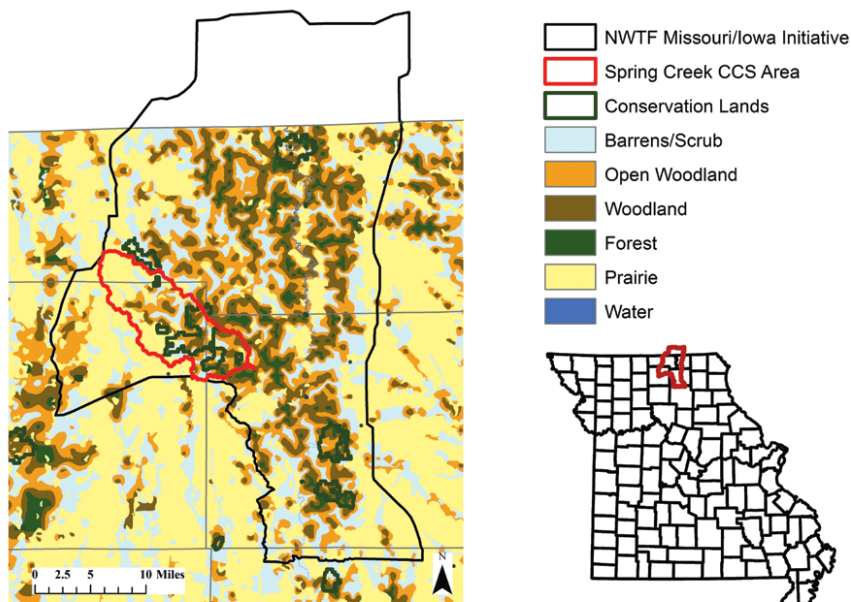 NWTF Missouri/Iowa Initiative
Spring Creek CCS Area
Conservation Lands
Barrens/Scrub
Open Woodland
Woodland
Forest
Prairie
Water
0 2.5 5 10 Miles
N